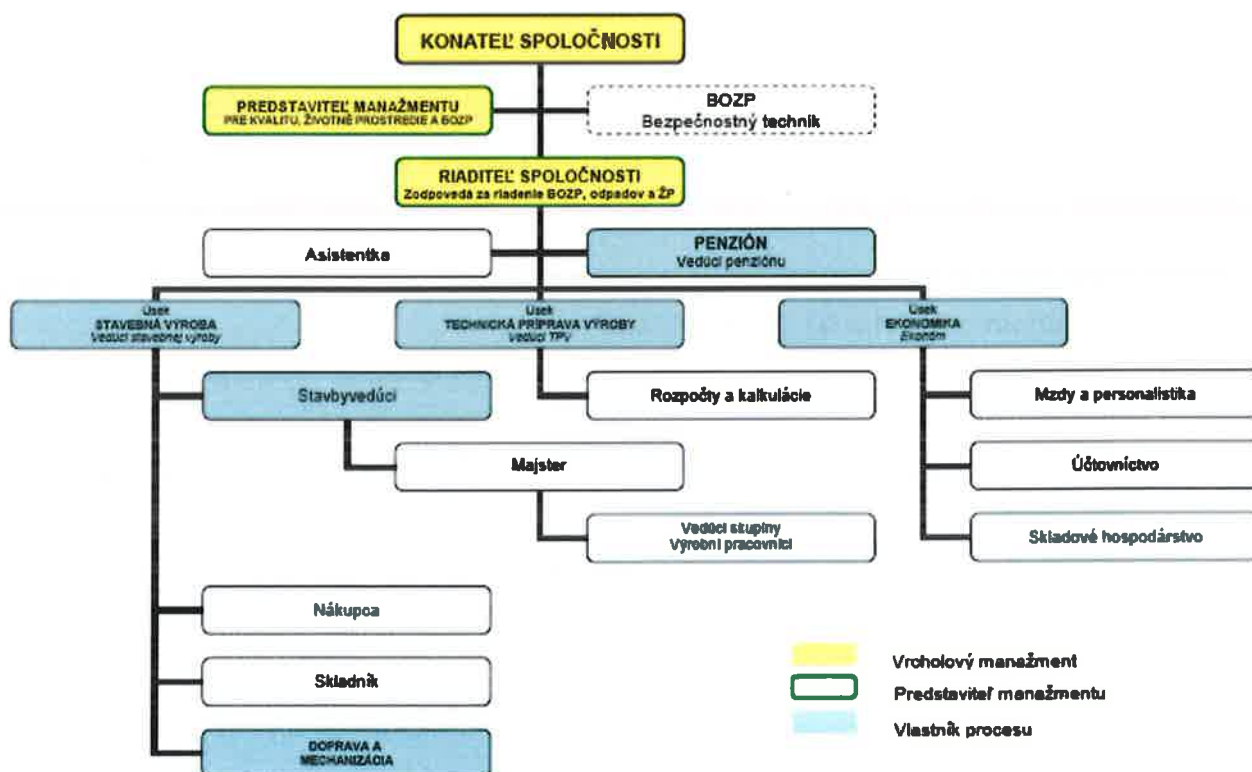 KONATEĽ SPOLOČNOSTI
PREDSTAVITEĽ MANAŽMENTU
PRE KVALITU, ŽIVOTNÉ PROSTREDIE A BOZP
BOZP
Bezpečnostný technik
RIADITEĽ SPOLOČNOSTI
Zodpovedá za riadenie BOZP, odpadov a ŽP
Asistentka
PENZIÓN
Vedúci penziónu
Úsek
STAVEBNÁ VÝROBA
Vedúci stavebnej výroby
Úsek
TECHNICKÁ PRÍPRAVA VÝROBY
Vedúci TPV
Úsek
EKONOMIKA
Ekonóm
Stavbyvedúci
Rozpočty a kalkulácie
Mzdy a personalistika
Majster
Účtovníctvo
Vedúci skupiny
Výrobní pracovníci
Skladové hospodárstvo
Nákupca
Skladník
DOPRAVA A
MECHANIZÁCIA
Vrcholový manažment
Predstaviteľ manažmentu
Vlastník procesu